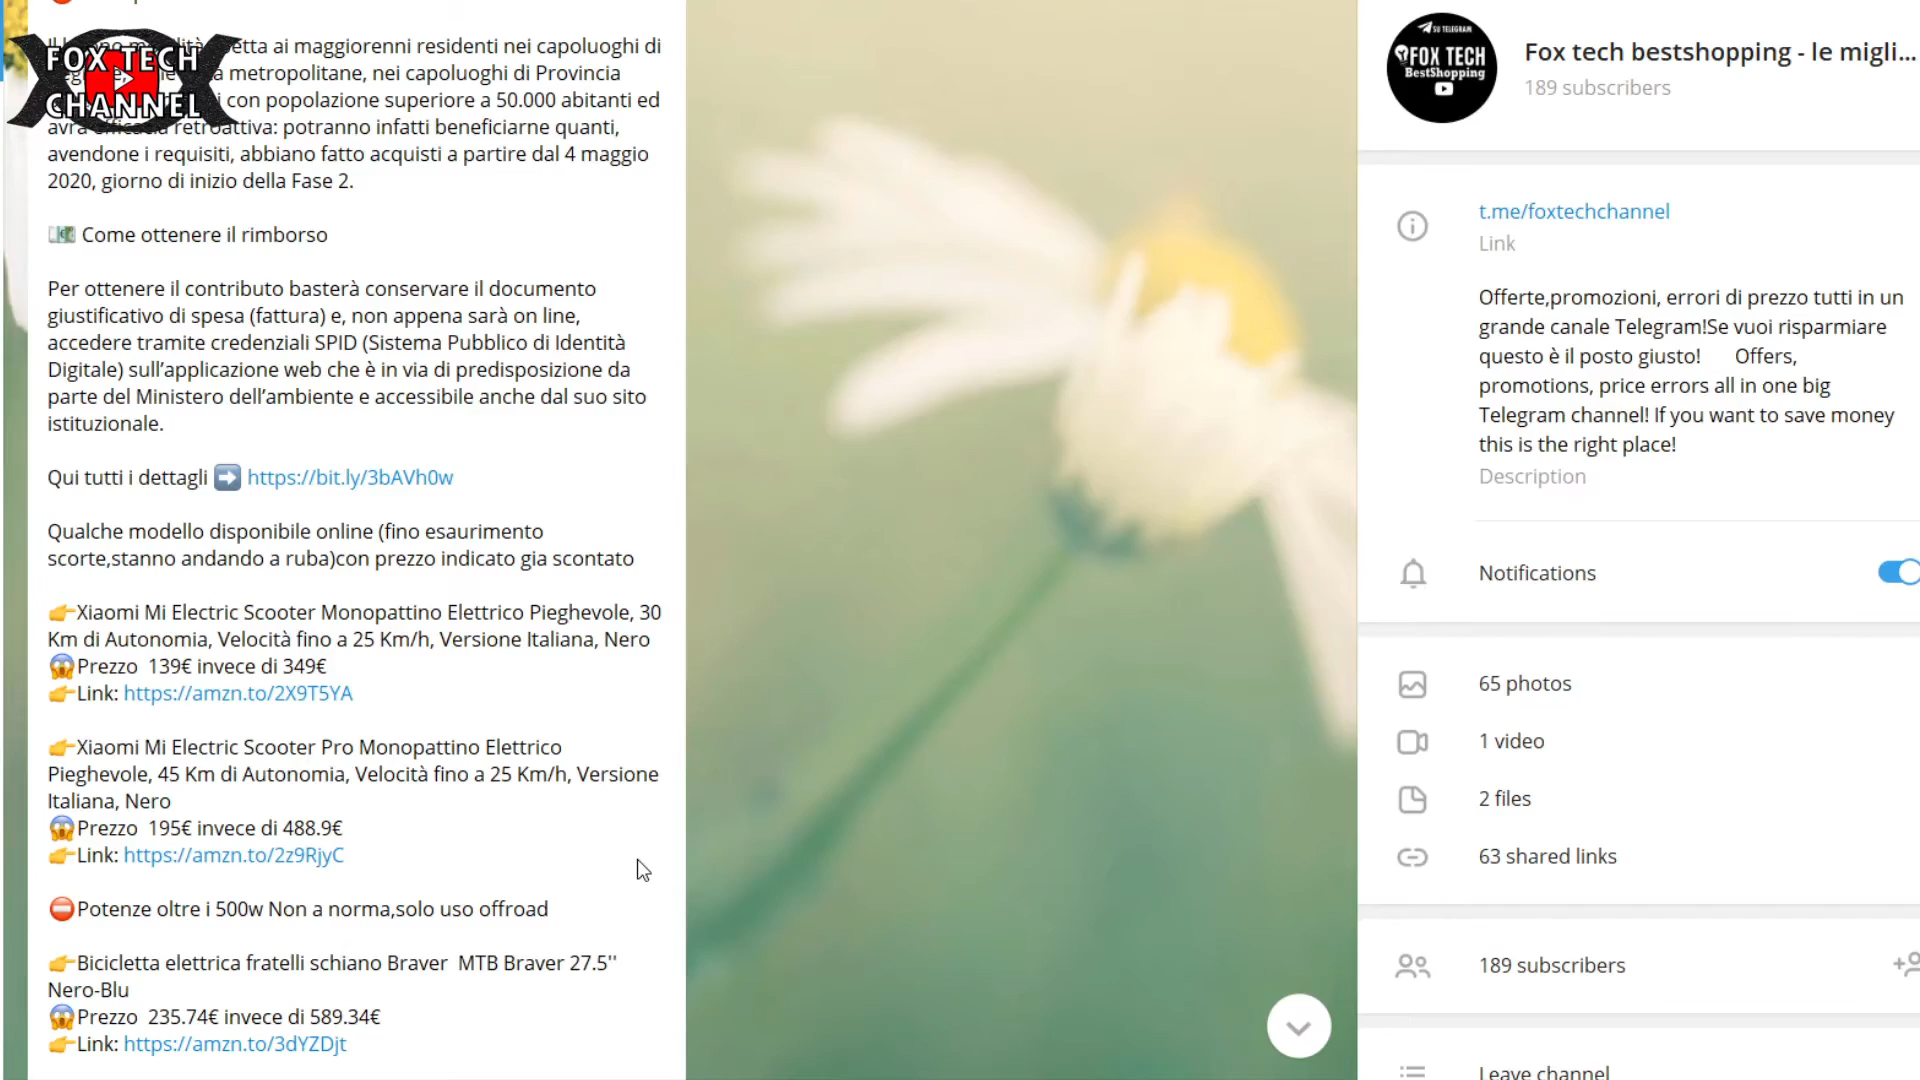 FOX TECH
CHANNEL
etta ai maggiorenni residenti nei capoluoghi di
metropolitane, nei capoluoghi di Provincia
con popolazione superiore a 50.000 abitanti ed
avrà efficacia retroattiva: potranno infatti beneficiarne quanti,
avendone i requisiti, abbiano fatto acquisti a partire dal 4 maggio
2020, giorno di inizio della Fase 2.
Come ottenere il rimborso
Per ottenere il contributo basterà conservare il documento
giustificativo di spesa (fattura) e, non appena sarà on line,
accedere tramite credenziali SPID (Sistema Pubblico di Identità
Digitale) sull’applicazione web che è in via di predisposizione da
parte del Ministero dell’ambiente e accessibile anche dal suo sito
istituzionale.
Qui tutti i dettagli ➡ https://bit.ly/3bAVh0w
Qualche modello disponibile online (fino esaurimento
scorte,stanno andando a ruba)con prezzo indicato gia scontato
👉Xiaomi Mi Electric Scooter Monopattino Elettrico Pieghevole, 30
Km di Autonomia, Velocità fino a 25 Km/h, Versione Italiana, Nero
😱Prezzo 139€ invece di 349€
👉Link: https://amzn.to/2X9T5YA
👉Xiaomi Mi Electric Scooter Pro Monopattino Elettrico
Pieghevole, 45 Km di Autonomia, Velocità fino a 25 Km/h, Versione
Italiana, Nero
😱Prezzo 195€ invece di 488.9€
👉Link: https://amzn.to/2z9RjyC
⛔Potenze oltre i 500w Non a norma,solo uso offroad
👉Bicicletta elettrica fratelli schiano Braver MTB Braver 27.5''
Nero-Blu
😱Prezzo 235.74€ invece di 589.34€
👉Link: https://amzn.to/3dYZDjt
SU TELEGRAM
FOX TECH
BestShopping
Fox tech bestshopping - le migli...
189 subscribers
t.me/foxtechchannel
Link
Offerte,promozioni, errori di prezzo tutti in un
grande canale Telegram!Se vuoi risparmiare
questo è il posto giusto! Offers,
promotions, price errors all in one big
Telegram channel! If you want to save money
this is the right place!
Description
Notifications
65 photos
1 video
2 files
63 shared links
189 subscribers
Leave channel